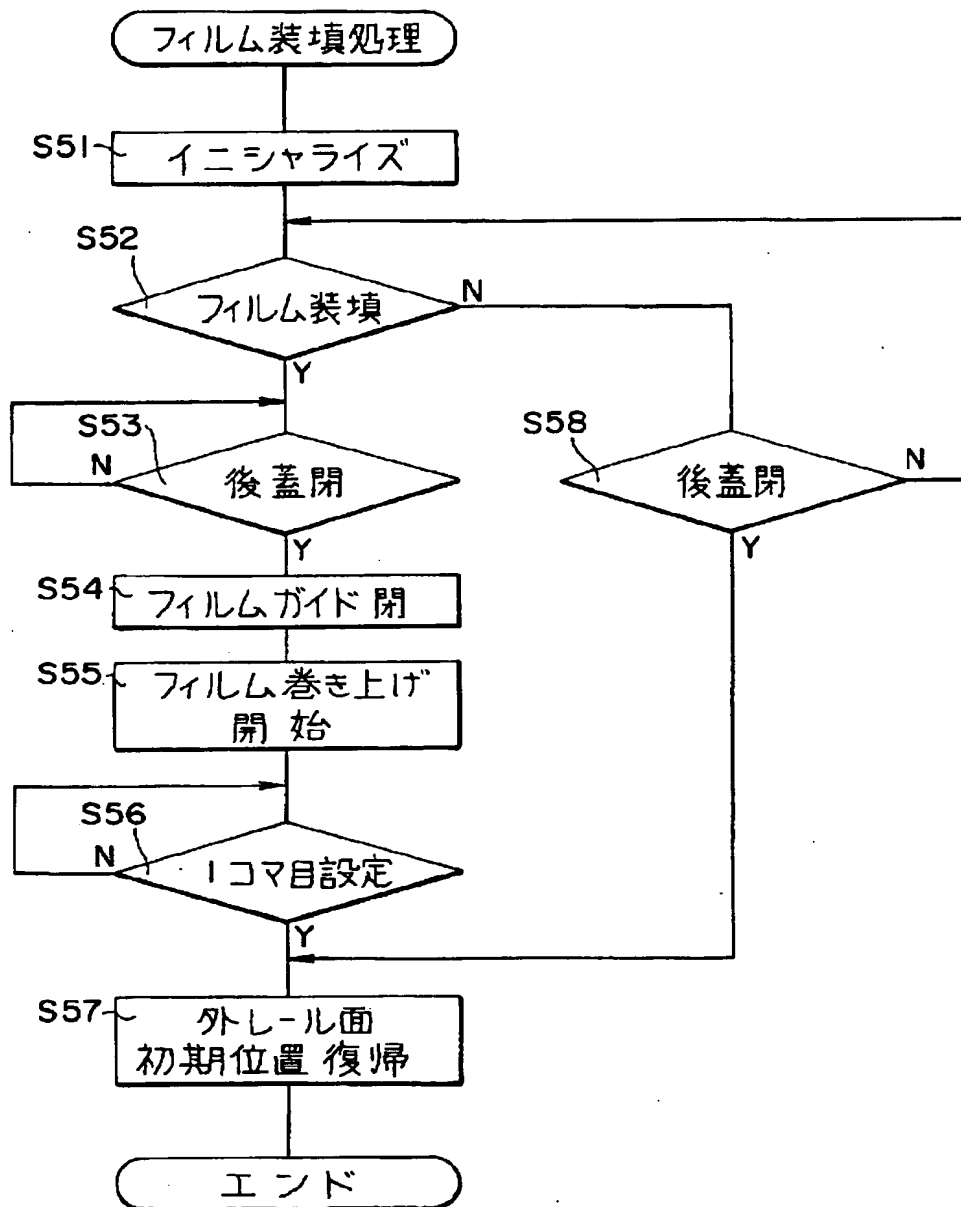 フィルム装填処理
S51
イニシャライズ
S52
フィルム装填
N
Y
S53
後蓋閉
N
Y
S58
後蓋閉
N
Y
S54
フィルムガイド閉
S55
フィルム巻き上げ
開始
S56
1コマ目設定
N
Y
S57
外レール面
初期位置復帰
エンド